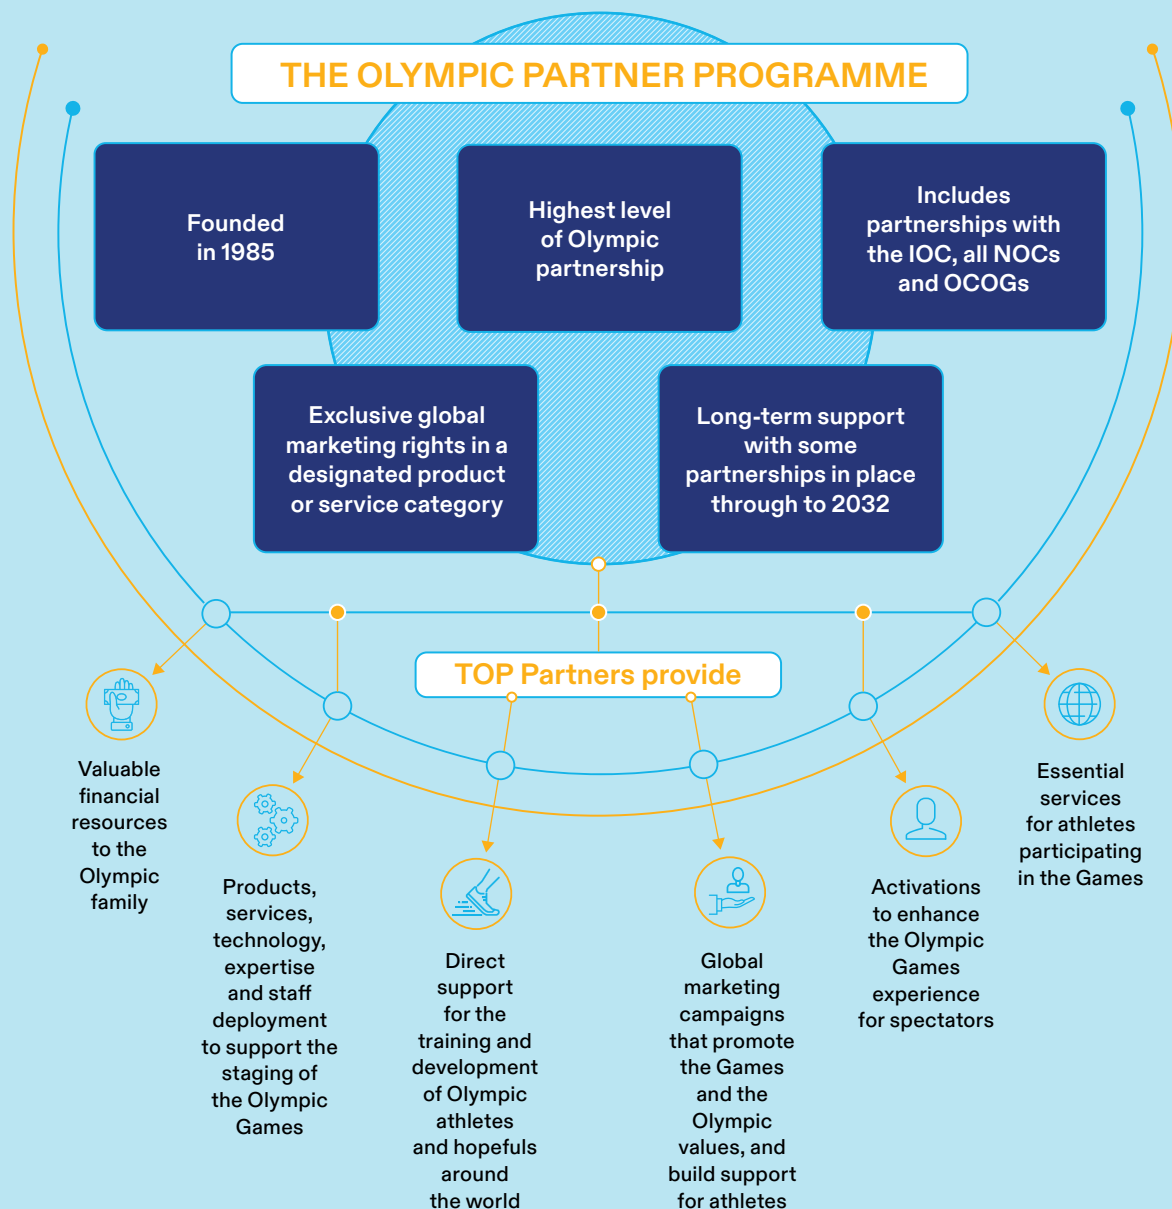 THE OLYMPIC PARTNER PROGRAMME
Founded
in 1985
Highest level
of Olympic
partnership
Includes
partnerships with
the IOC, all NOCs
and OCOGs
Exclusive global
marketing rights in a
designated product
or service category
Long-term support
with some
partnerships in place
through to 2032
TOP Partners provide
Valuable
financial
resources
to the
Olympic
family
Products,
services,
technology,
expertise
and staff
deployment
to support the
staging of
the Olympic
Games
Direct
support
for the
training and
development
of Olympic
athletes
and hopefuls
around
the world
Global
marketing
campaigns
that promote
the Games
and the
Olympic
values, and
build support
for athletes
Activations
to enhance
the Olympic
Games
experience
for spectators
Essential
services
for athletes
participating
in the Games